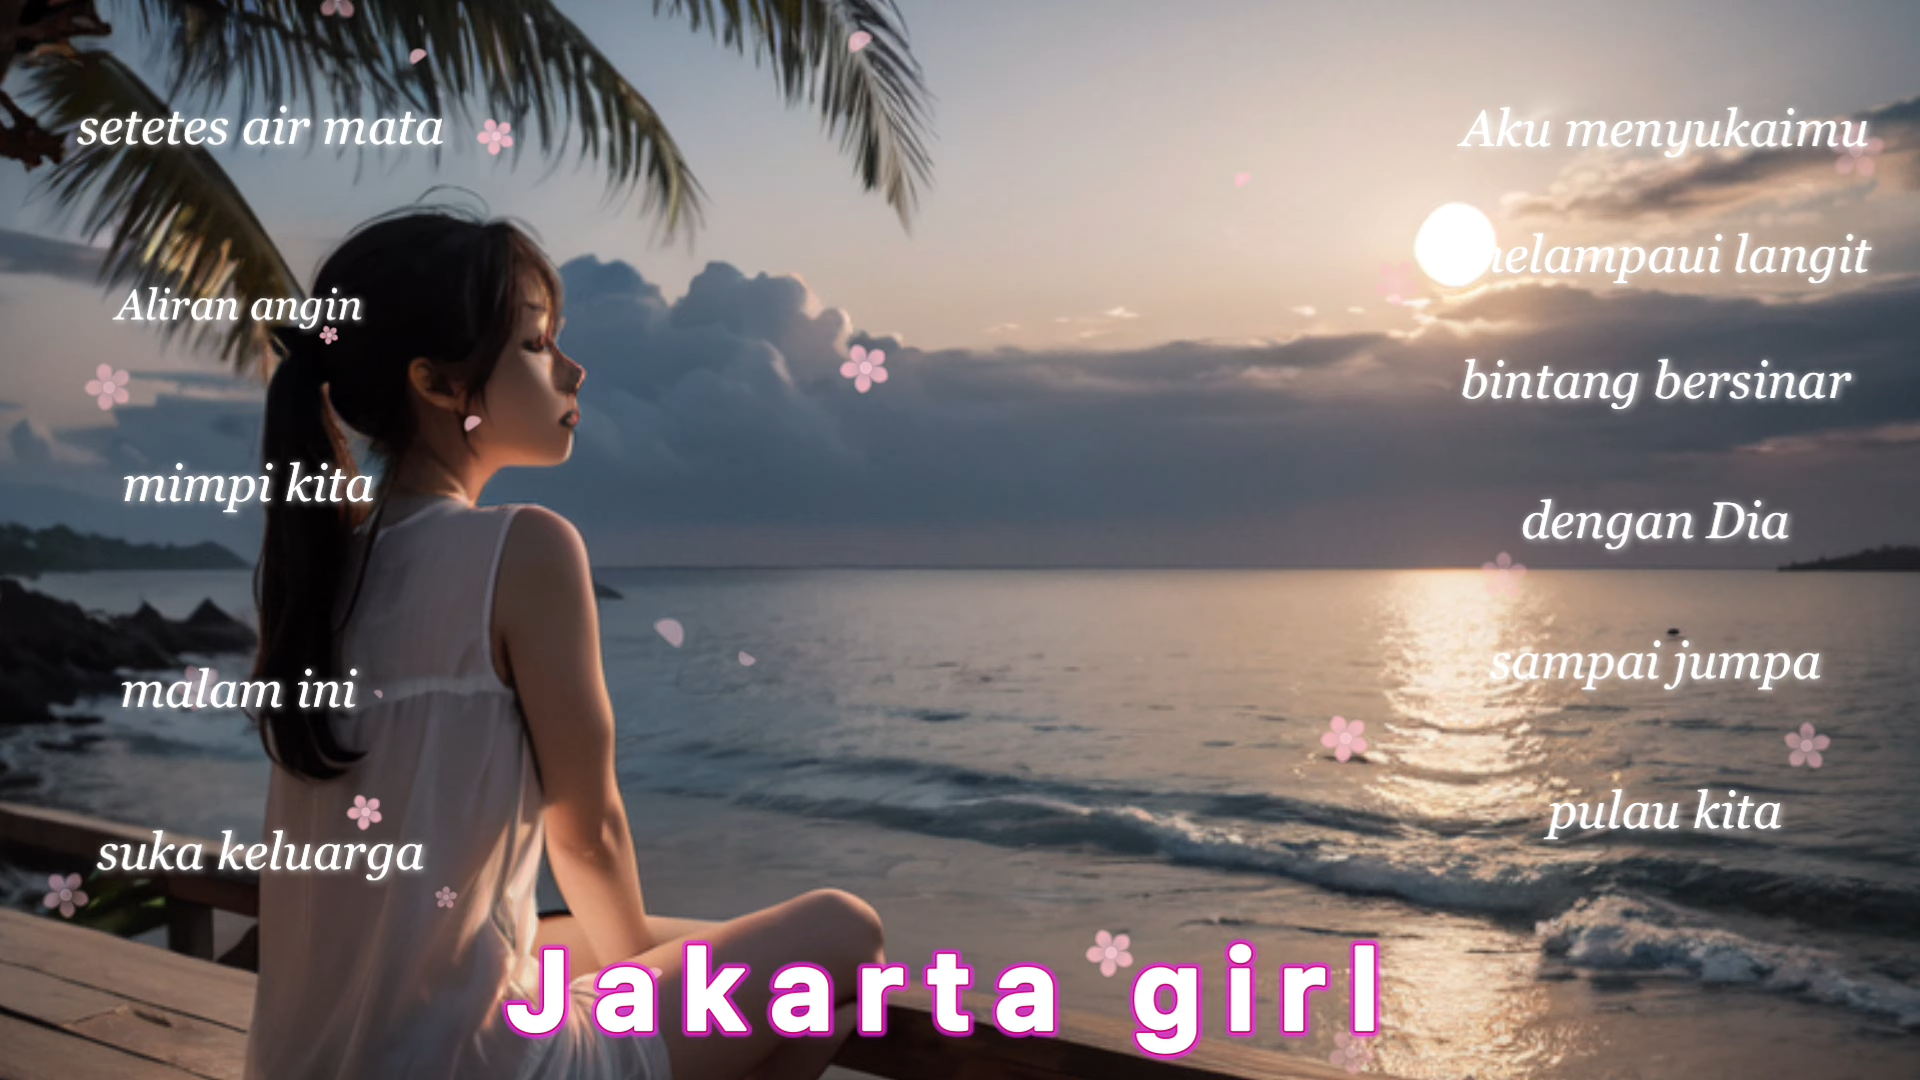 setetes air mata
Aliran angin
mimpi kita
malam ini
suka keluarga
Aku menyukaimu
langit
bintang bersinar
dengan Dia
sampai jumpa
pulau kita
Jakarta girl